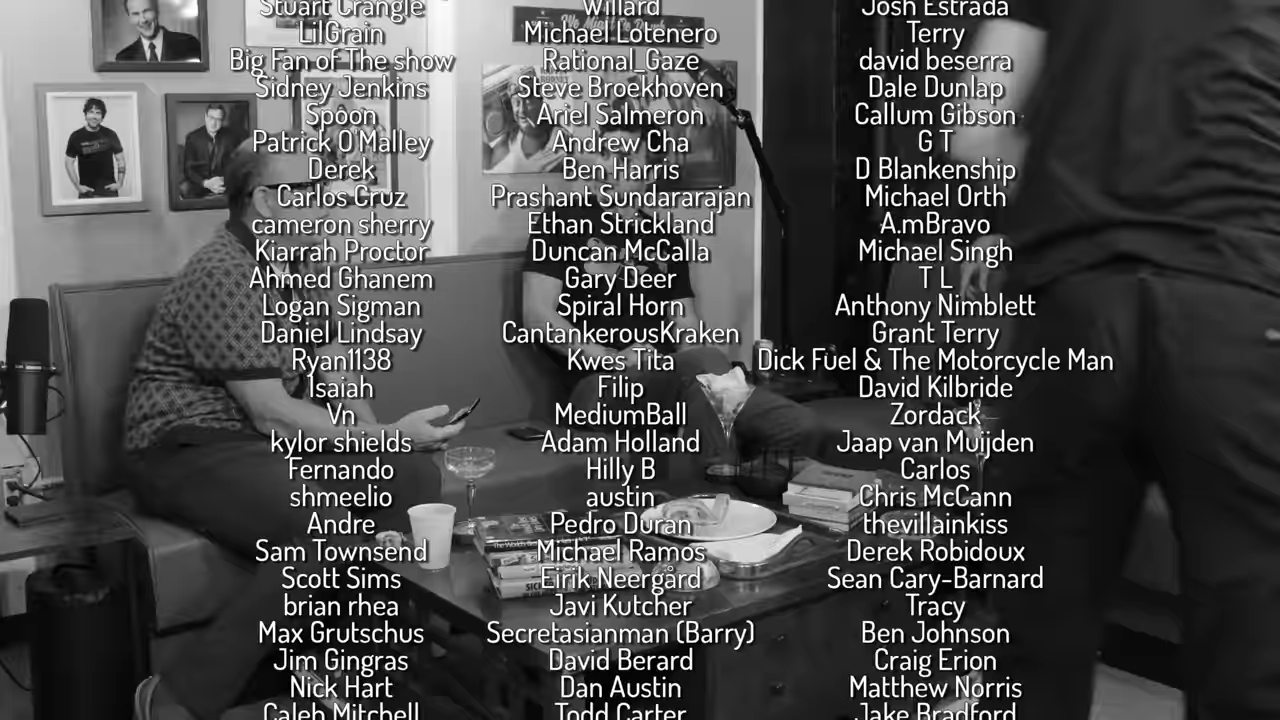 Stuart Crangle
LilGrain
Big Fan of The show
Sidney Jenkins
Spoon
Patrick O'Malley
Derek
Carlos Cruz
cameron sherry
Kiarrah Proctor
Ahmed Ghanem
Logan Sigman
Daniel Lindsay
Ryan1138
Isaiah
Vn
kylor shields
Fernando
shmeelio
Andre
Sam Townsend
Scott Sims
brian rhea
Max Grutschus
Jim Gingras
Nick Hart
Caleb Mitchell
Willard
Michael Lotenero
Rational_Gaze
Steve Broekhoven
Ariel Salmeron
Andrew Cha
Ben Harris
Prashant Sundararajan
Ethan Strickland
Duncan McCalla
Gary Deer
Spiral Horn
CantankerousKraken
Kwes Tita
Filip
MediumBall
Adam Holland
Hilly B
austin
Pedro Duran
Michael Ramos
Eirik Neergård
Javi Kutcher
Secretasianman (Barry)
David Berard
Dan Austin
Todd Carter
Josh Estrada
Terry
david beserra
Dale Dunlap
Callum Gibson
G T
D Blankenship
Michael Orth
A.mBravo
Michael Singh
T L
Anthony Nimblett
Grant Terry
Dick Fuel & The Motorcycle Man
David Kilbride
Zordack
Jaap van Muijden
Carlos
Chris McCann
thevillainkiss
Derek Robidoux
Sean Cary-Barnard
Tracy
Ben Johnson
Craig Erion
Matthew Norris
Jake Bradford